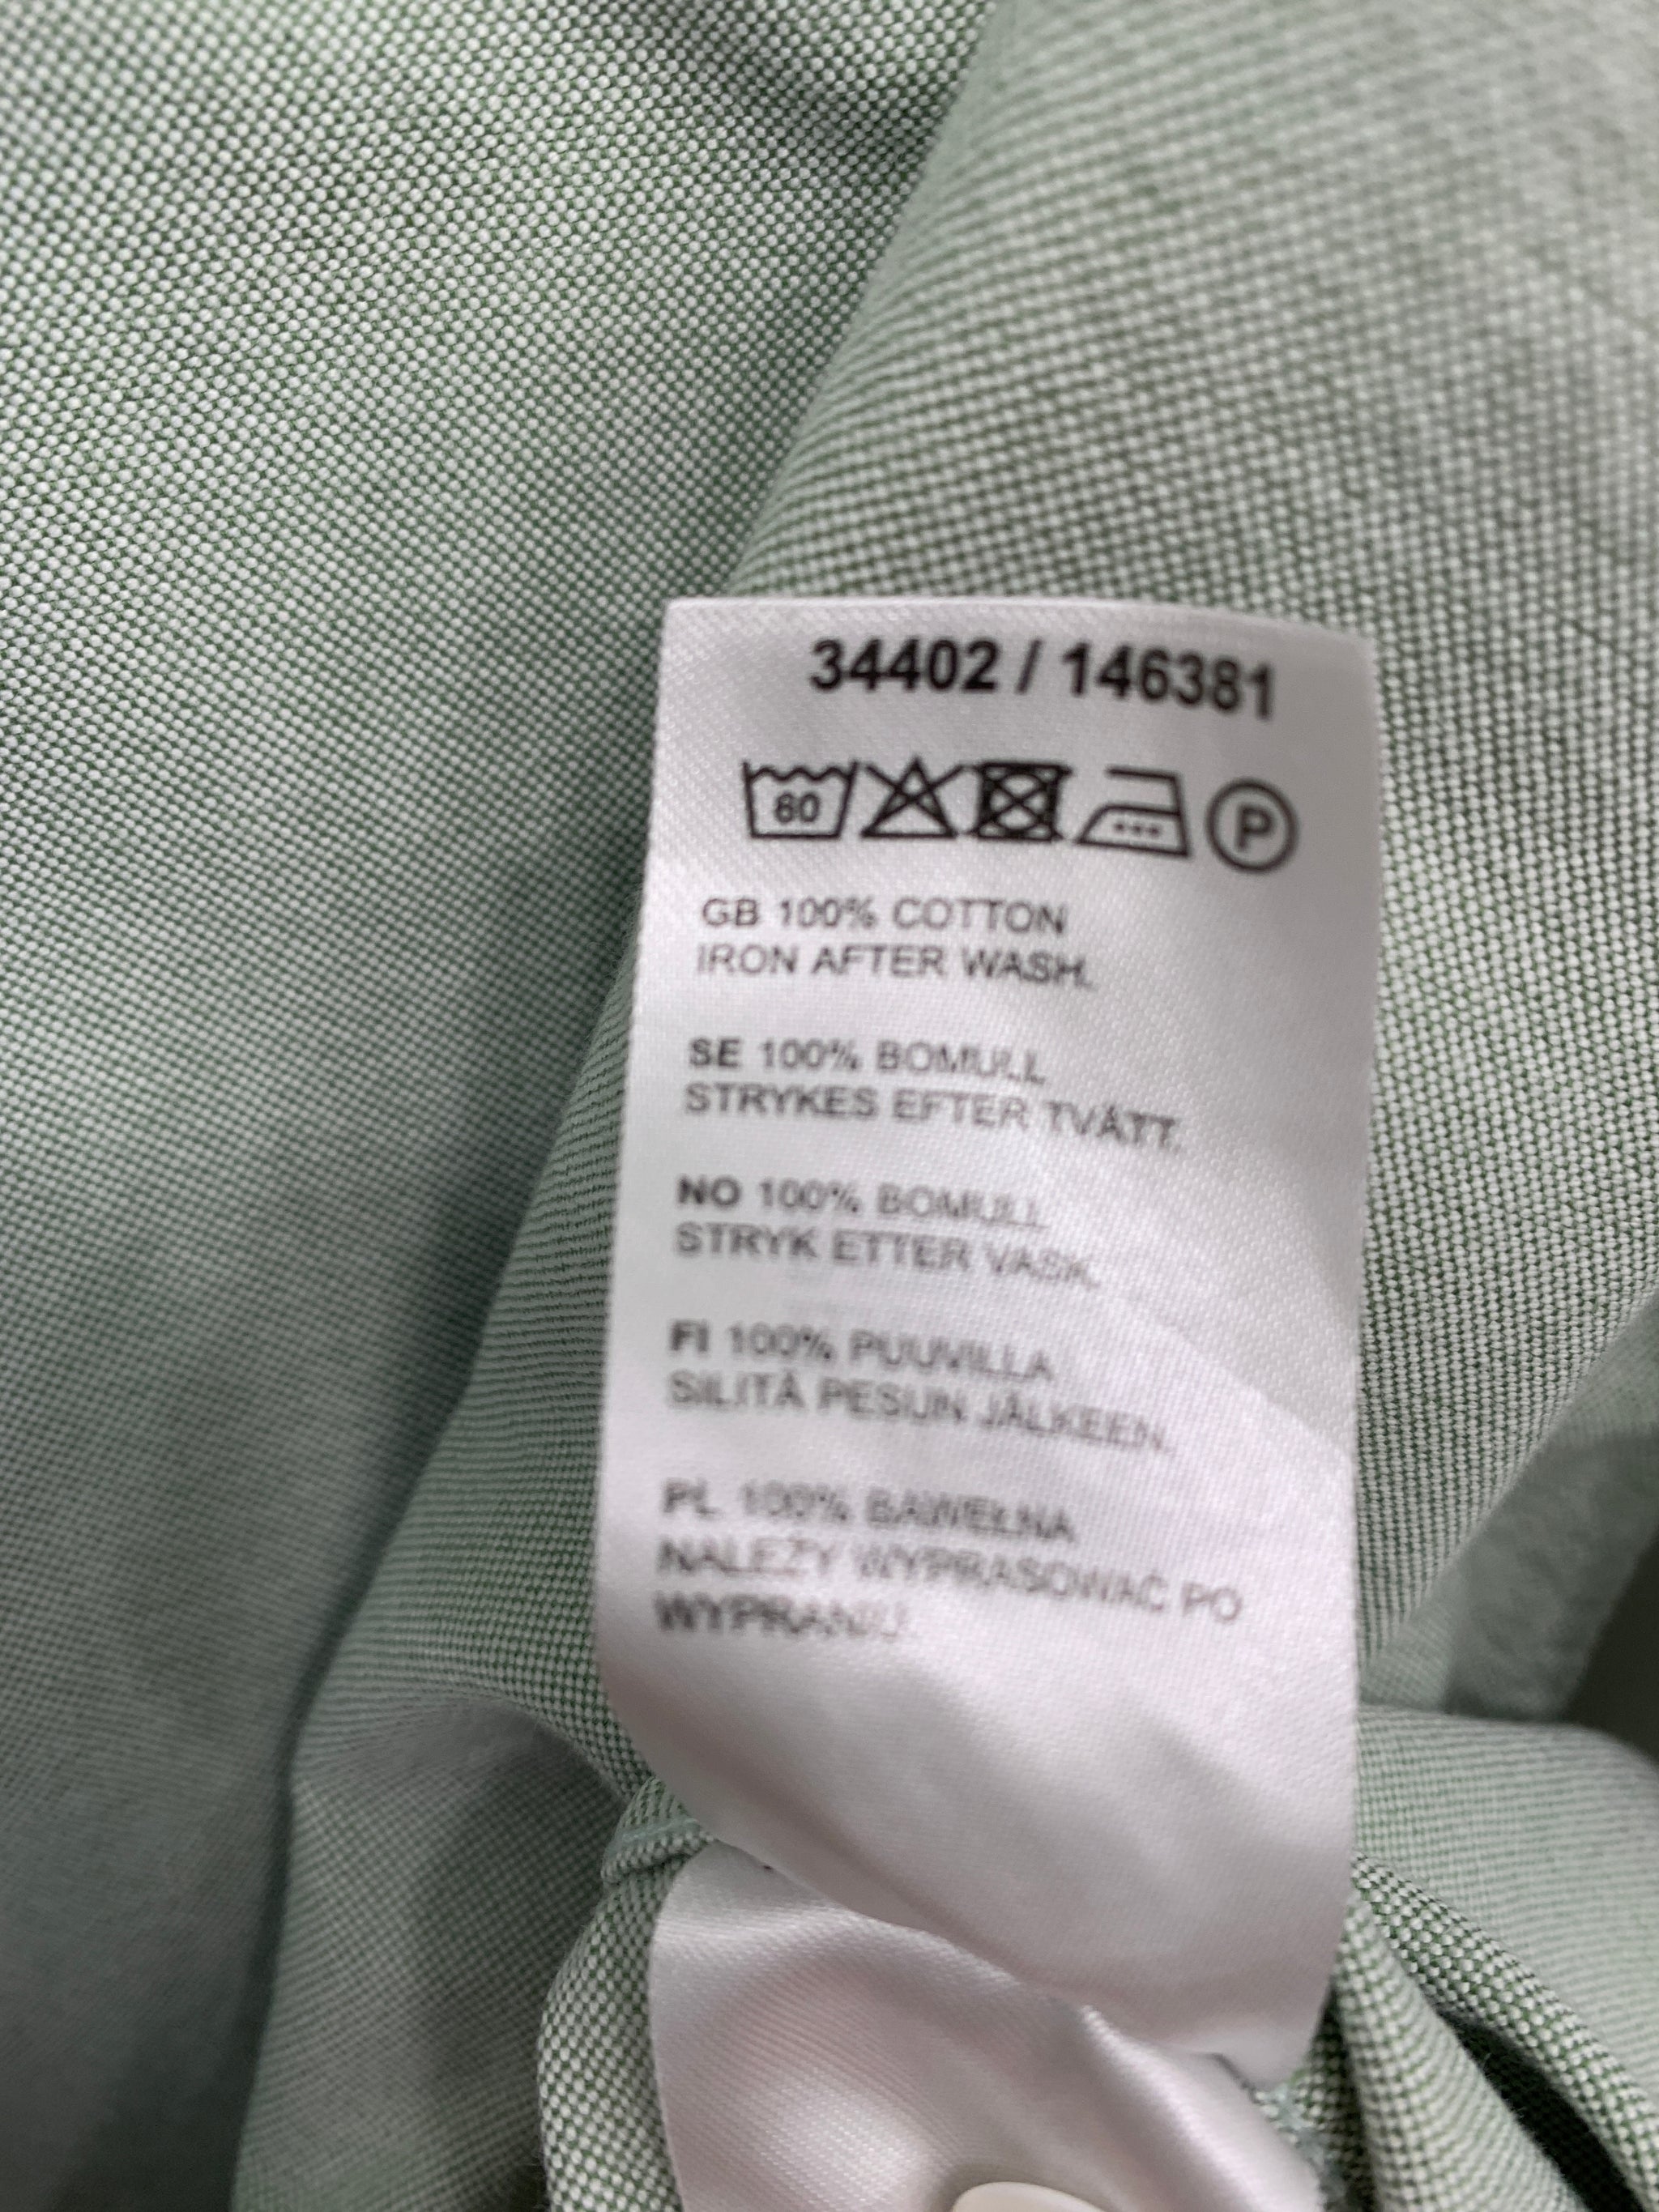 34402 / 146381
60
P
GB 100% COTTON
IRON AFTER WASH.
SE 100% BOMULL
STRYKES EFTER TVÄTT.
NO 100% BOMULL
STRYK ETTER VASK.
FI 100% PUUVILLA
SILITÄ PESUN JÄLKEEN.
PL 100% BAWEŁNA
NALEŻY WYPRASOWAĆ PO
WYPRANIU.